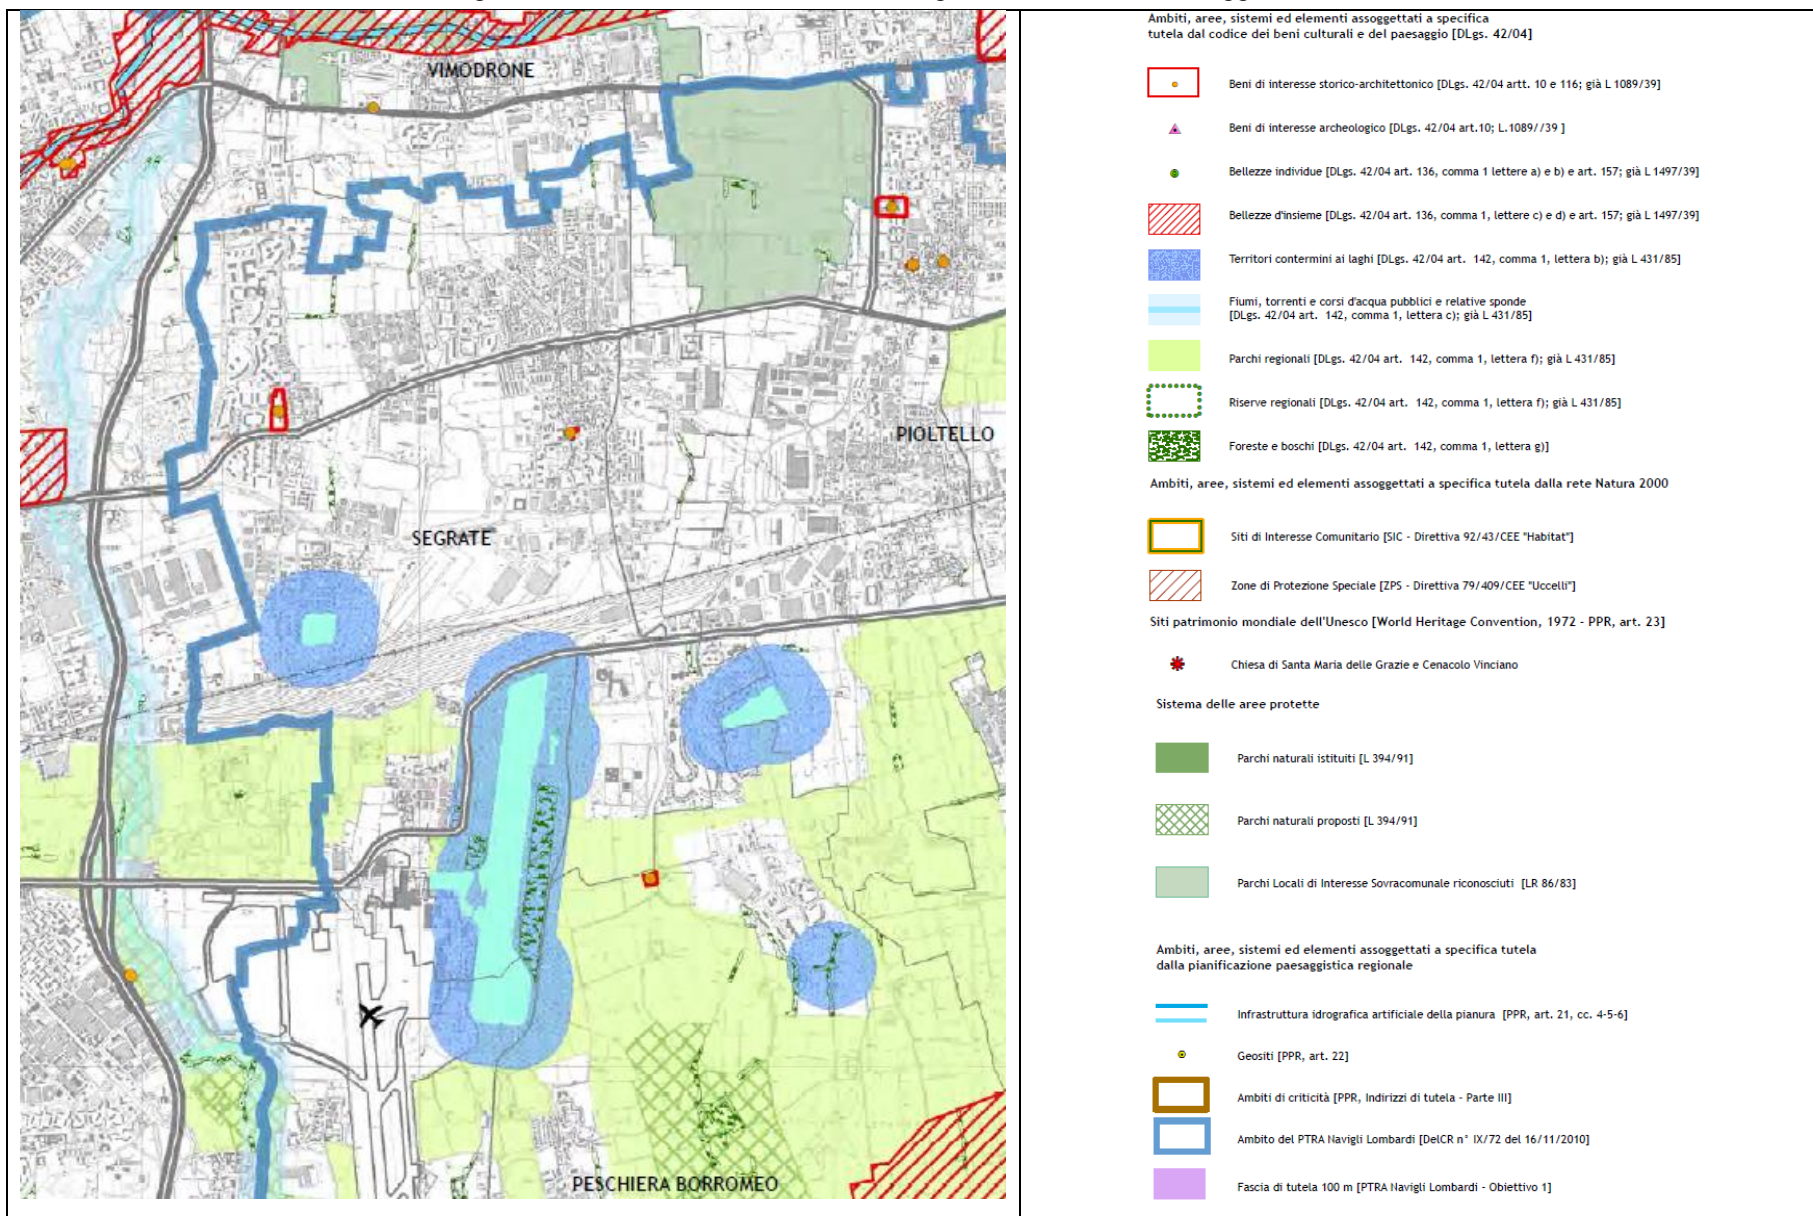 VIMODRONE
PIOLTELLO
SEGRATE
PESCHIERA BORROMEO
Ambiti, aree, sistemi ed elementi assoggettati a specifica
tutela dal codice dei beni culturali e del paesaggio [DLgs. 42/04]
Beni di interesse storico-architettonico [DLgs. 42/04 artt. 10 e 116; già L 1089/39]
Beni di interesse archeologico [DLgs. 42/04 art.10; L.1089//39 ]
Bellezze individue [DLgs. 42/04 art. 136, comma 1 lettere a) e b) e art. 157; già L 1497/39]
Bellezze d'insieme [DLgs. 42/04 art. 136, comma 1, lettere c) e d) e art. 157; già L 1497/39]
Territori contermini ai laghi [DLgs. 42/04 art. 142, comma 1, lettera b); già L 431/85]
Fiumi, torrenti e corsi d'acqua pubblici e relative sponde
[DLgs. 42/04 art. 142, comma 1, lettera c); già L 431/85]
Parchi regionali [DLgs. 42/04 art. 142, comma 1, lettera f); già L 431/85]
Riserve regionali [DLgs. 42/04 art. 142, comma 1, lettera f); già L 431/85]
Foreste e boschi [DLgs. 42/04 art. 142, comma 1, lettera g)]
Ambiti, aree, sistemi ed elementi assoggettati a specifica tutela dalla rete Natura 2000
Siti di Interesse Comunitario [SIC - Direttiva 92/43/CEE "Habitat"]
Zone di Protezione Speciale [ZPS - Direttiva 79/409/CEE "Uccelli"]
Siti patrimonio mondiale dell'Unesco [World Heritage Convention, 1972 - PPR, art. 23]
Chiesa di Santa Maria delle Grazie e Cenacolo Vinciano
Sistema delle aree protette
Parchi naturali istituiti [L 394/91]
Parchi naturali proposti [L 394/91]
Parchi Locali di Interesse Sovracomunale riconosciuti [LR 86/83]
Ambiti, aree, sistemi ed elementi assoggettati a specifica tutela
dalla pianificazione paesaggistica regionale
Infrastruttura idrografica artificiale della pianura [PPR, art. 21, cc. 4-5-6]
Geositi [PPR, art. 22]
Ambiti di criticità [PPR, Indirizzi di tutela - Parte III]
Ambito del PTRA Navigli Lombardi [DelCR n° IX/72 del 16/11/2010]
Fascia di tutela 100 m [PTRA Navigli Lombardi - Obiettivo 1]